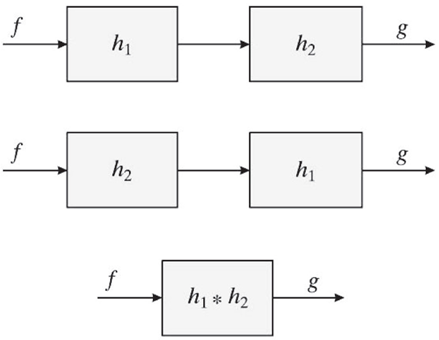 f h₁ h₂ g
f h₂ h₁ g
f h₁ * h₂ g